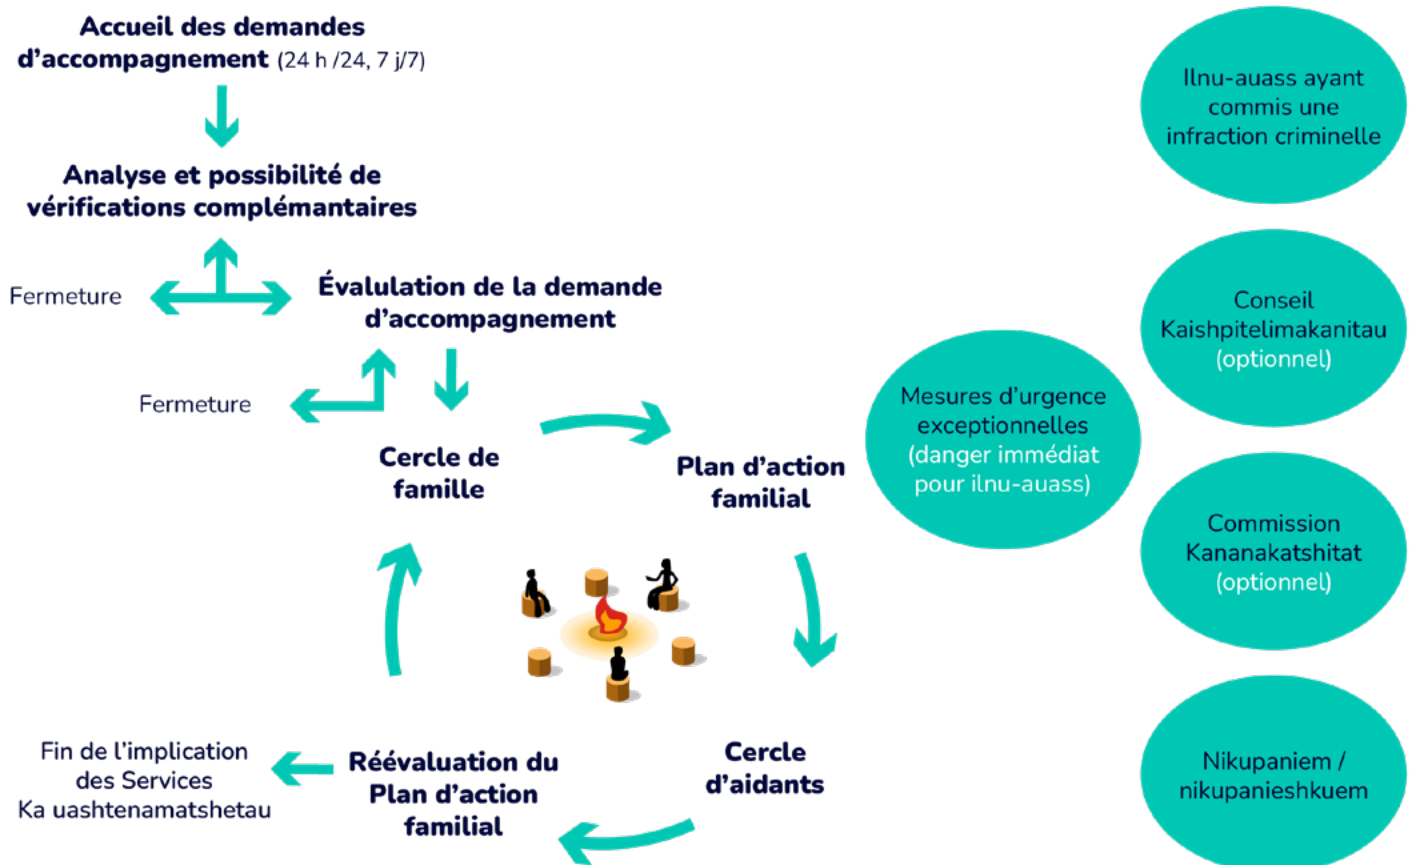 Accueil des demandes
d'accompagnement (24 h /24, 7 j/7)
Analyse et possibilité de
vérifications complémantaires
Fermeture
Évalulation de la demande
d'accompagnement
Fermeture
Cercle de
famille
Plan d'action
familial
Cercle
d'aidants
Réévaluation du
Plan d'action
familial
Fin de l'implication
des Services
Ka uashtenamatshetau
Mesures d'urgence
exceptionnelles
(danger immédiat
pour ilnu-auass)
Ilnu-auass ayant
commis une
infraction criminelle
Conseil
Kaishpitelimakanitau
(optionnel)
Commission
Kananakatshitat
(optionnel)
Nikupaniem /
nikupanieshkuem